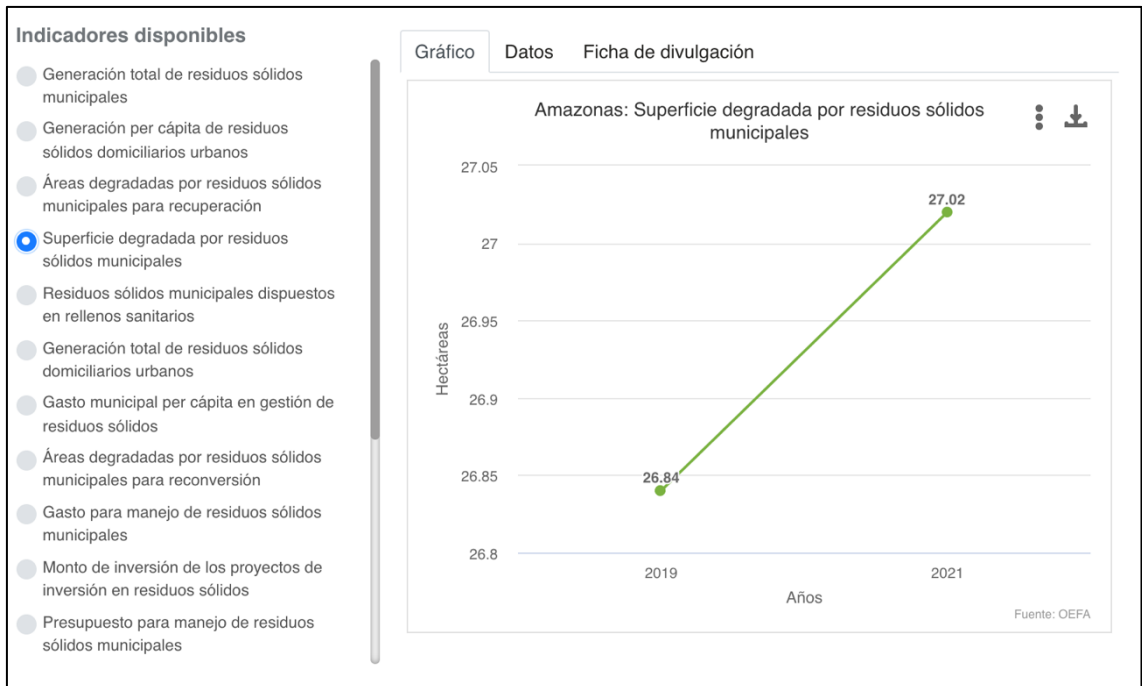 Indicadores disponibles
Generación total de residuos sólidos
municipales
Generación per cápita de residuos
sólidos domiciliarios urbanos
Áreas degradadas por residuos sólidos
municipales para recuperación
Superficie degradada por residuos
sólidos municipales
Residuos sólidos municipales dispuestos
en rellenos sanitarios
Generación total de residuos sólidos
domiciliarios urbanos
Gasto municipal per cápita en gestión de
residuos sólidos
Áreas degradadas por residuos sólidos
municipales para reconversión
Gasto para manejo de residuos sólidos
municipales
Monto de inversión de los proyectos de
inversión en residuos sólidos
Presupuesto para manejo de residuos
sólidos municipales
Gráfico Datos Ficha de divulgación
Amazonas: Superficie degradada por residuos sólidos
municipales
27.05
27
26.95
26.9
26.85
26.8
Hectáreas
26.84
27.02
2019 2021
Años
Fuente: OEFA